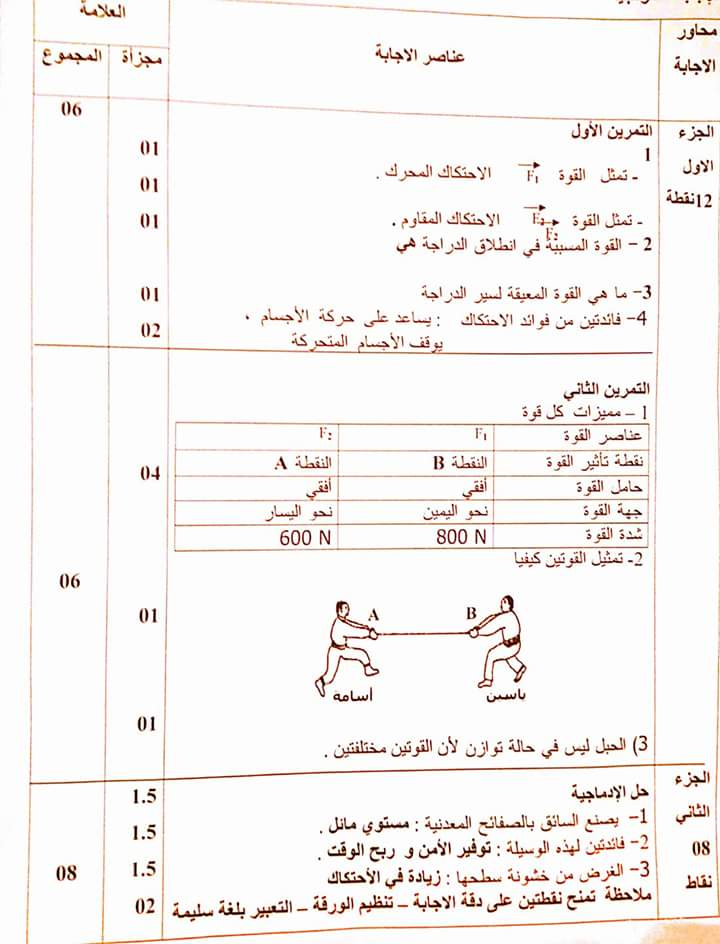 العلامة
محاور الاجابة
عناصر الاجابة
مجزأة
المجموع
الجزء الاول 12نقطة
06
التمرين الأول
1
01
- تمثل القوة F₁ الاحتكاك المحرك .
01
- تمثل القوة F₂ الاحتكاك المقاوم .
01
2 – القوة المسببة في انطلاق الدراجة هي F₂
3– ما هي القوة المعيقة لسير الدراجة
01
4– فائدتين من فوائد الاحتكاك : يساعد على حركة الأجسام ،
02
يوقف الأجسام المتحركة
التمرين الثاني
1 – مميزات كل قوة
عناصر القوة F₁ F₂
نقطة تأثير القوة النقطة B النقطة A
04
حامل القوة أفقي أفقي
جهة القوة نحو اليمين نحو اليسار
شدة القوة 800 N 600 N
2- تمثيل القوتين كيفيا
06
01
A B
أسامة ياسين
01
3) الحبل ليس في حالة توازن لأن القوتين مختلفتين .
الجزء الثاني 08 نقاط
حل الإدماجية
1.5
1– يصنع السائق بالصفائح المعدنية : مستوي مائل .
1.5
2– فائدتين لهذه الوسيلة : توفير الأمن و ربح الوقت .
1.5
08
3– الغرض من خشونة سطحها : زيادة في الأحتكاك
02
ملاحظة تمنح نقطتين على دقة الاجابة – تنظيم الورقة – التعبير بلغة سليمة